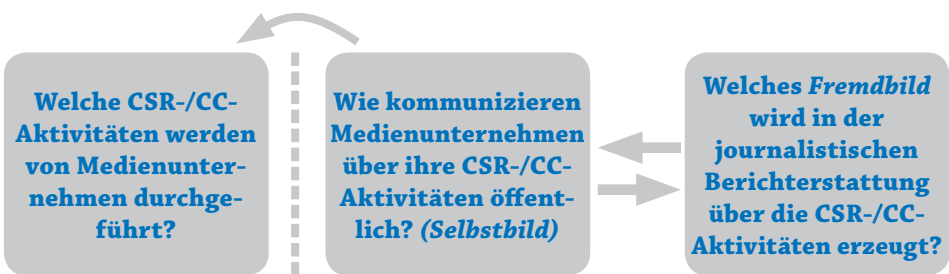 Welche CSR-/CC-
Aktivitäten werden
von Medienunter-
nehmen durchge-
führt?
Wie kommunizieren
Medienunternehmen
über ihre CSR-/CC-
Aktivitäten öffent-
lich? (Selbstbild)
Welches Fremdbild
wird in der
journalistischen
Berichterstattung
über die CSR-/CC-
Aktivitäten erzeugt?